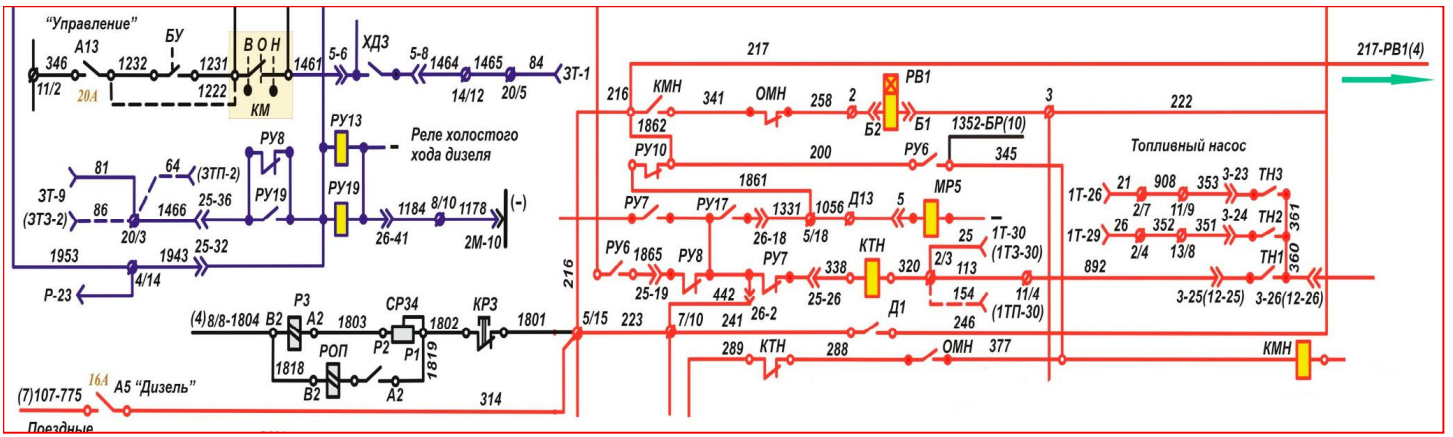 “Управление”
346 А13 1232 БУ 1231 В О Н 1461 5-6 ХД3 5-8 1464 1465 84 3Т-1
11/2 20А 1222 КМ 14/12 20/5
217 217-РВ1(4)
216 КМН 341 ОМН 258 2 РВ1 3 222
Б2 Б1
1862 1352-БР(10)
РУ13 Реле холостого
хода дизеля
–
РУ8
РУ10 200 РУ6 345
Топливный насос
81 64 (3ТП-2)
3Т-9
(3ТЗ-2) 86 1466 25-36 РУ19 РУ19 1184 8/10 1178 (-)
20/3 26-41 2М-10
1861 МР5
РУ7 РУ17 1331 1056 Д13 5 –
26-18 5/18
1Т-26 21 908 353 3-23 ТН3
2/7 11/9
361
1Т-29 26 352 351 3-24 ТН2
2/4 13/8
1Т-30
25 (1ТЗ-30)
1953 1943 25-32
4/14
Р-23
216
РУ6 1865 РУ8 РУ7 338 КТН 320 2/3 113 892 ТН1 360
25-19 442 25-26 154 11/4 3-25(12-25) 3-26(12-26)
26-2 (1ТП-30)
(4)8/8-1804 В2 Р3 А2 1803 СР34 1802 КР3 1801 5/15 223 7/10 241 Д1 246
Р2 Р1
1819
1818 РОП
В2 А2
289 КТН 288 ОМН 377 КМН
(7)107-775 16А А5 “Дизель” 314
Поездные